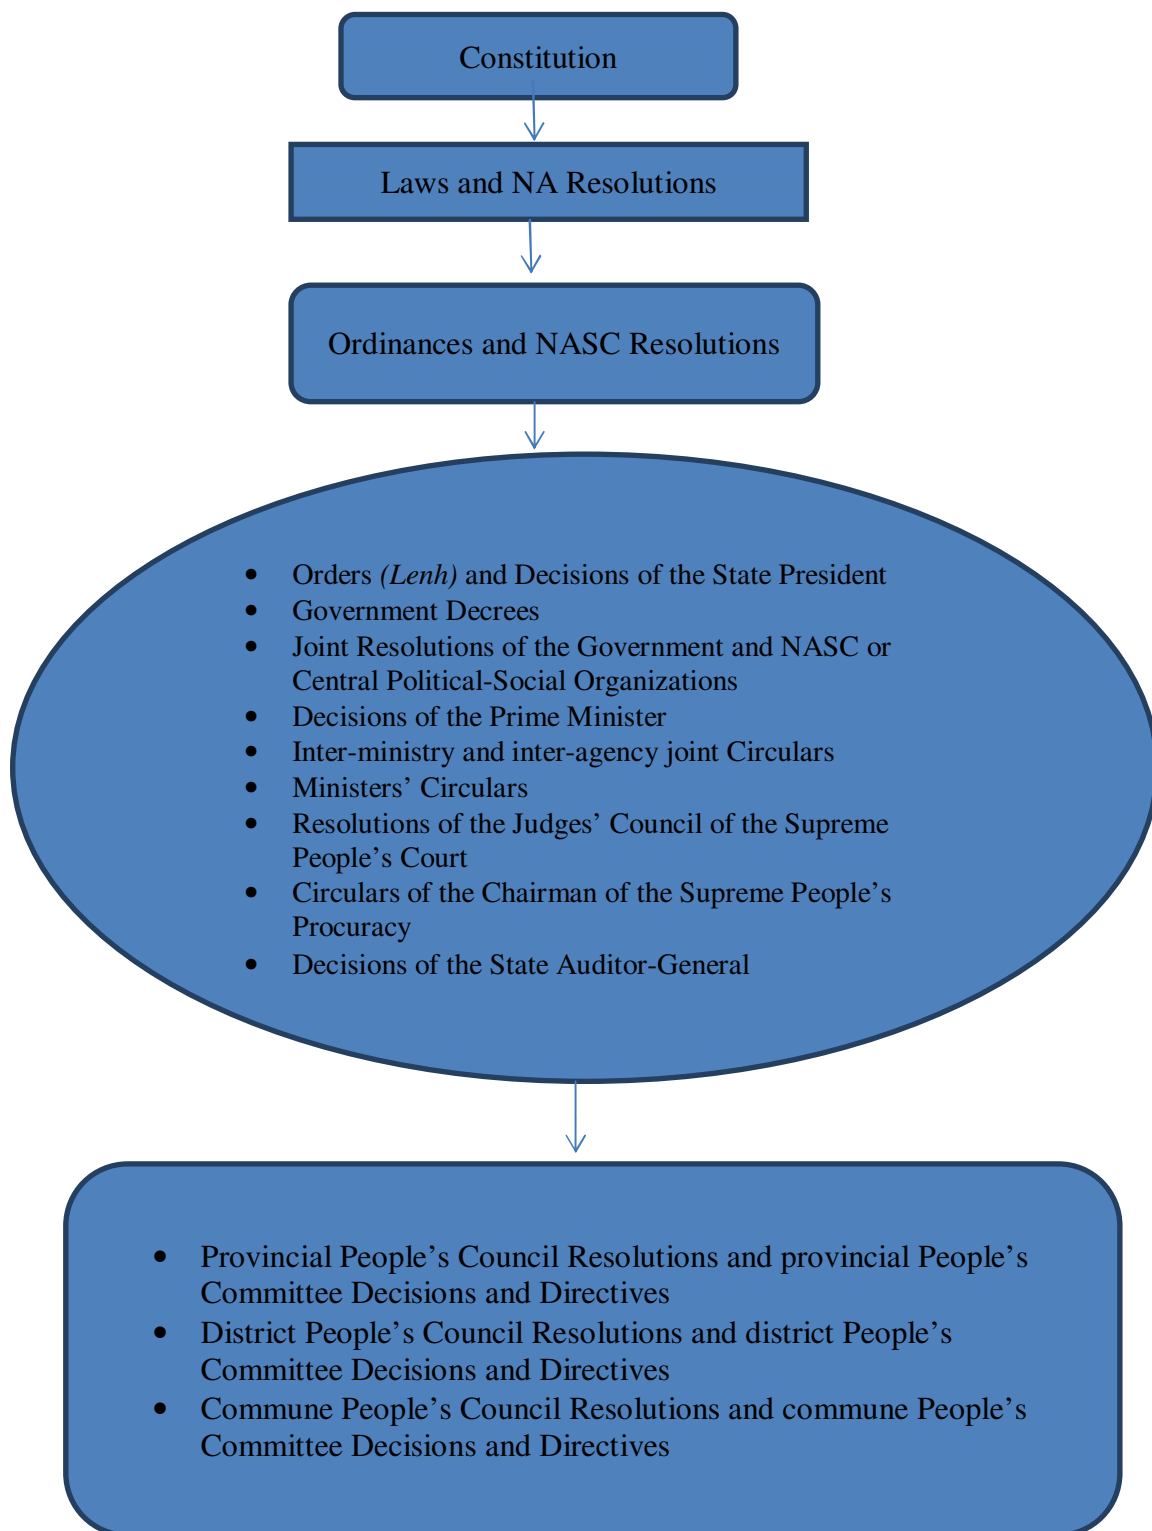 Constitution
Laws and NA Resolutions
Ordinances and NASC Resolutions
• Orders (Lenh) and Decisions of the State President
• Government Decrees
• Joint Resolutions of the Government and NASC or
Central Political-Social Organizations
• Decisions of the Prime Minister
• Inter-ministry and inter-agency joint Circulars
• Ministers’ Circulars
• Resolutions of the Judges’ Council of the Supreme
People’s Court
• Circulars of the Chairman of the Supreme People’s
Procuracy
• Decisions of the State Auditor-General
• Provincial People’s Council Resolutions and provincial People’s
Committee Decisions and Directives
• District People’s Council Resolutions and district People’s
Committee Decisions and Directives
• Commune People’s Council Resolutions and commune People’s
Committee Decisions and Directives